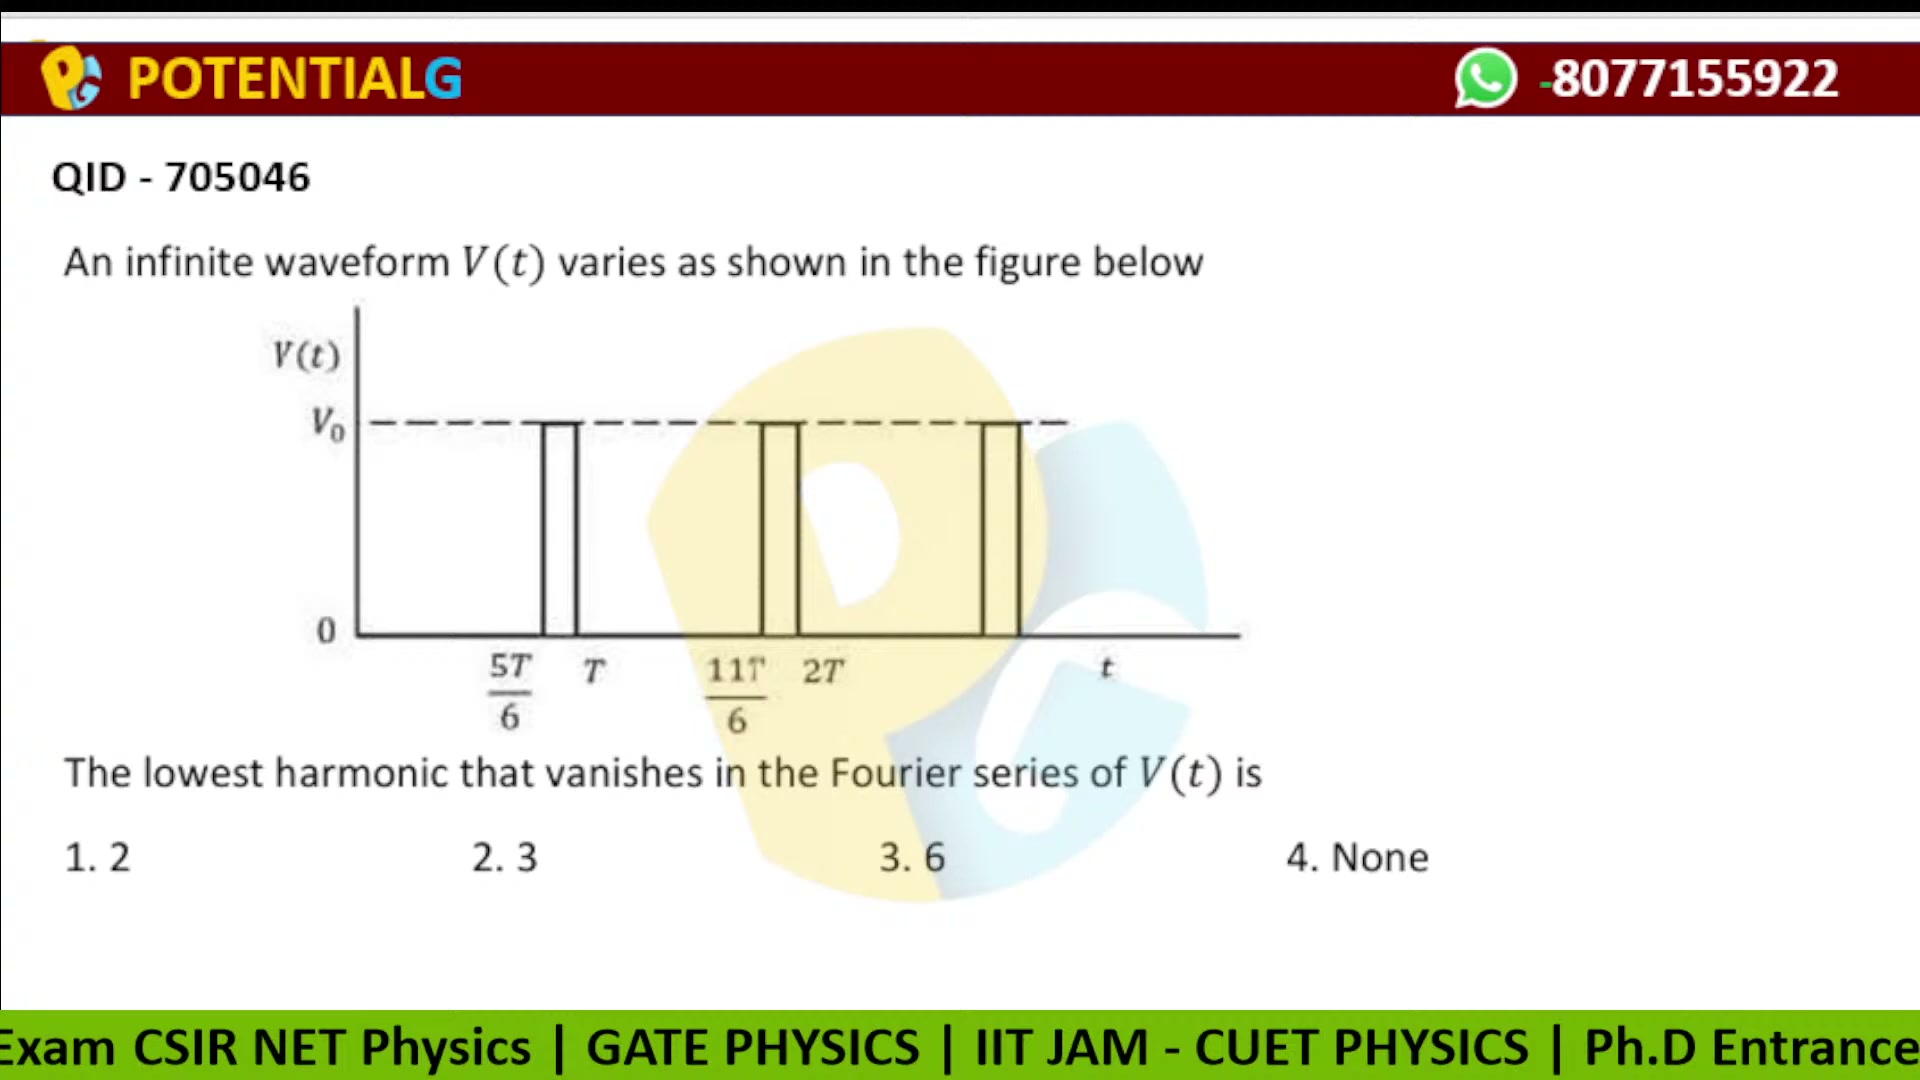 POTENTIALG
-8077155922
QID - 705046
An infinite waveform V(t) varies as shown in the figure below
V(t)
V₀
0
5T/6 T 11T/6 2T t
The lowest harmonic that vanishes in the Fourier series of V(t) is
1. 2 2. 3 3. 6 4. None
Exam CSIR NET Physics | GATE PHYSICS | IIT JAM - CUET PHYSICS | Ph.D Entrance